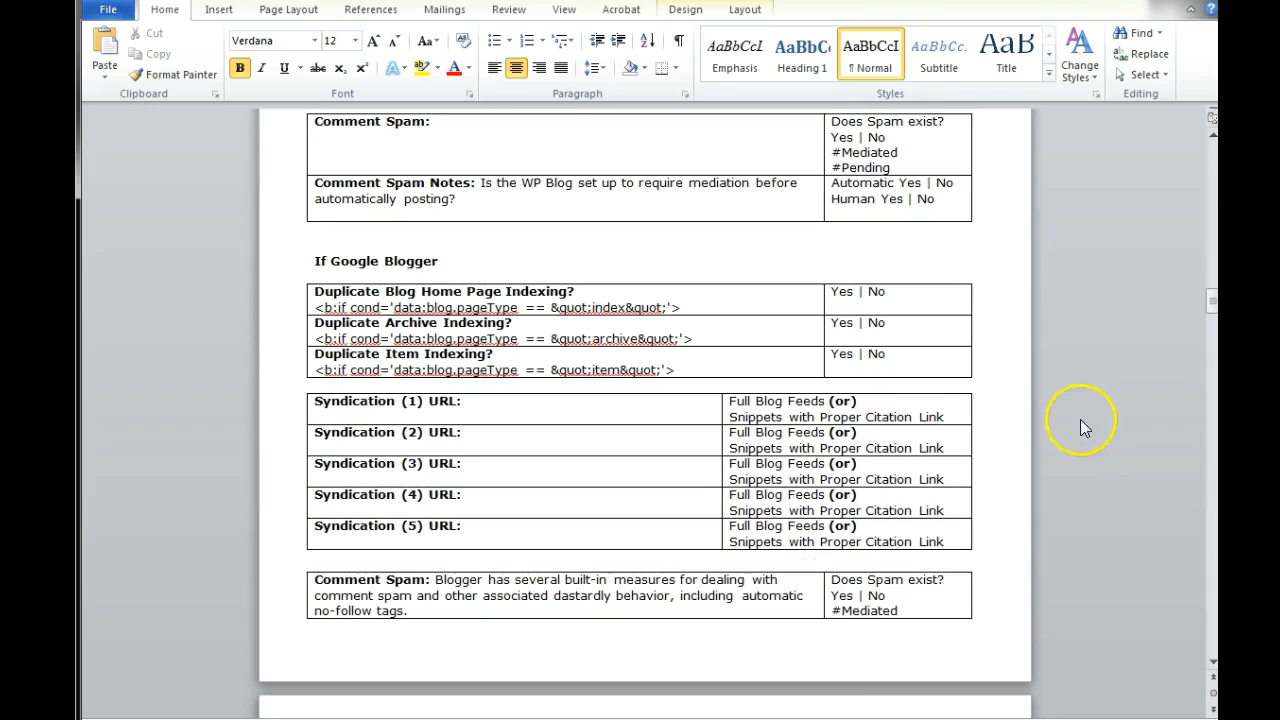 File Home Insert Page Layout References Mailings Review View Acrobat Design Layout
Cut
Copy
Format Painter
Paste
Clipboard
Verdana 12
Font
Paragraph
AaBbCcI AaBbCc AaBbCcI AaBbCc. AaB
Emphasis Heading 1 ¶ Normal Subtitle Title
Change Styles
Styles
Find
Replace
Select
Editing
Comment Spam:
Does Spam exist?
Yes | No
#Mediated
#Pending
Comment Spam Notes: Is the WP Blog set up to require mediation before
automatically posting?
Automatic Yes | No
Human Yes | No
If Google Blogger
Duplicate Blog Home Page Indexing?
<b:if cond='data:blog.pageType == &quot;index&quot;'>
Yes | No
Duplicate Archive Indexing?
<b:if cond='data:blog.pageType == &quot;archive&quot;'>
Yes | No
Duplicate Item Indexing?
<b:if cond='data:blog.pageType == &quot;item&quot;'>
Yes | No
Syndication (1) URL:
Full Blog Feeds (or)
Snippets with Proper Citation Link
Syndication (2) URL:
Full Blog Feeds (or)
Snippets with Proper Citation Link
Syndication (3) URL:
Full Blog Feeds (or)
Snippets with Proper Citation Link
Syndication (4) URL:
Full Blog Feeds (or)
Snippets with Proper Citation Link
Syndication (5) URL:
Full Blog Feeds (or)
Snippets with Proper Citation Link
Comment Spam: Blogger has several built-in measures for dealing with
comment spam and other associated dastardly behavior, including automatic
no-follow tags.
Does Spam exist?
Yes | No
#Mediated